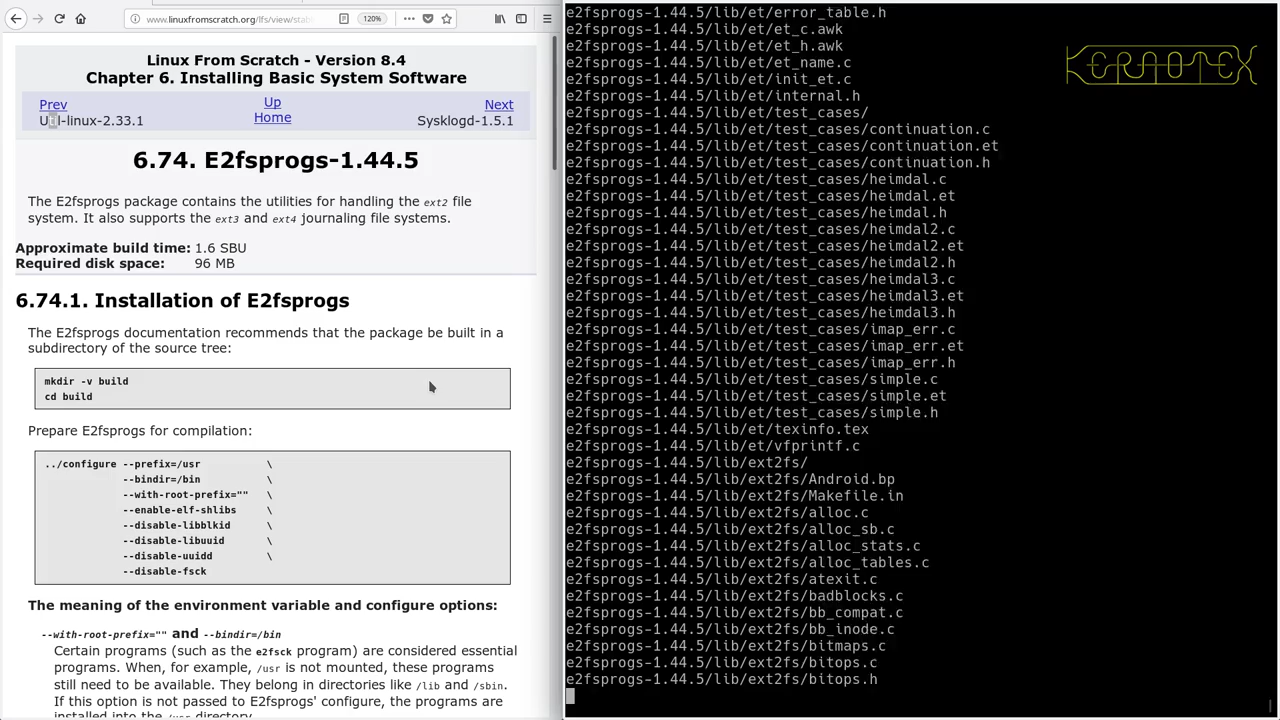 www.linuxfromscratch.org/lfs/view/stab
120%
Linux From Scratch - Version 8.4
Chapter 6. Installing Basic System Software
Prev
Up
Next
Util-linux-2.33.1
Home
Sysklogd-1.5.1
6.74. E2fsprogs-1.44.5
The E2fsprogs package contains the utilities for handling the ext2 file
system. It also supports the ext3 and ext4 journaling file systems.
Approximate build time: 1.6 SBU
Required disk space: 96 MB
6.74.1. Installation of E2fsprogs
The E2fsprogs documentation recommends that the package be built in a
subdirectory of the source tree:
mkdir -v build
cd build
Prepare E2fsprogs for compilation:
../configure --prefix=/usr \
--bindir=/bin \
--with-root-prefix="" \
--enable-elf-shlibs \
--disable-libblkid \
--disable-libuuid \
--disable-uuidd \
--disable-fsck
The meaning of the environment variable and configure options:
--with-root-prefix="" and --bindir=/bin
Certain programs (such as the e2fsck program) are considered essential
programs. When, for example, /usr is not mounted, these programs
still need to be available. They belong in directories like /lib and /sbin.
If this option is not passed to E2fsprogs' configure, the programs are
installed into the /usr directory.
e2fsprogs-1.44.5/lib/et/error_table.h
e2fsprogs-1.44.5/lib/et/et_c.awk
e2fsprogs-1.44.5/lib/et/et_h.awk
e2fsprogs-1.44.5/lib/et/et_name.c
e2fsprogs-1.44.5/lib/et/init_et.c
e2fsprogs-1.44.5/lib/et/internal.h
e2fsprogs-1.44.5/lib/et/test_cases/
e2fsprogs-1.44.5/lib/et/test_cases/continuation.c
e2fsprogs-1.44.5/lib/et/test_cases/continuation.et
e2fsprogs-1.44.5/lib/et/test_cases/continuation.h
e2fsprogs-1.44.5/lib/et/test_cases/heimdal.c
e2fsprogs-1.44.5/lib/et/test_cases/heimdal.et
e2fsprogs-1.44.5/lib/et/test_cases/heimdal.h
e2fsprogs-1.44.5/lib/et/test_cases/heimdal2.c
e2fsprogs-1.44.5/lib/et/test_cases/heimdal2.et
e2fsprogs-1.44.5/lib/et/test_cases/heimdal2.h
e2fsprogs-1.44.5/lib/et/test_cases/heimdal3.c
e2fsprogs-1.44.5/lib/et/test_cases/heimdal3.et
e2fsprogs-1.44.5/lib/et/test_cases/heimdal3.h
e2fsprogs-1.44.5/lib/et/test_cases/imap_err.c
e2fsprogs-1.44.5/lib/et/test_cases/imap_err.et
e2fsprogs-1.44.5/lib/et/test_cases/imap_err.h
e2fsprogs-1.44.5/lib/et/test_cases/simple.c
e2fsprogs-1.44.5/lib/et/test_cases/simple.et
e2fsprogs-1.44.5/lib/et/test_cases/simple.h
e2fsprogs-1.44.5/lib/et/texinfo.tex
e2fsprogs-1.44.5/lib/et/vfprintf.c
e2fsprogs-1.44.5/lib/ext2fs/
e2fsprogs-1.44.5/lib/ext2fs/Android.bp
e2fsprogs-1.44.5/lib/ext2fs/Makefile.in
e2fsprogs-1.44.5/lib/ext2fs/alloc.c
e2fsprogs-1.44.5/lib/ext2fs/alloc_sb.c
e2fsprogs-1.44.5/lib/ext2fs/alloc_stats.c
e2fsprogs-1.44.5/lib/ext2fs/alloc_tables.c
e2fsprogs-1.44.5/lib/ext2fs/atexit.c
e2fsprogs-1.44.5/lib/ext2fs/badblocks.c
e2fsprogs-1.44.5/lib/ext2fs/bb_compat.c
e2fsprogs-1.44.5/lib/ext2fs/bb_inode.c
e2fsprogs-1.44.5/lib/ext2fs/bitmaps.c
e2fsprogs-1.44.5/lib/ext2fs/bitops.c
e2fsprogs-1.44.5/lib/ext2fs/bitops.h